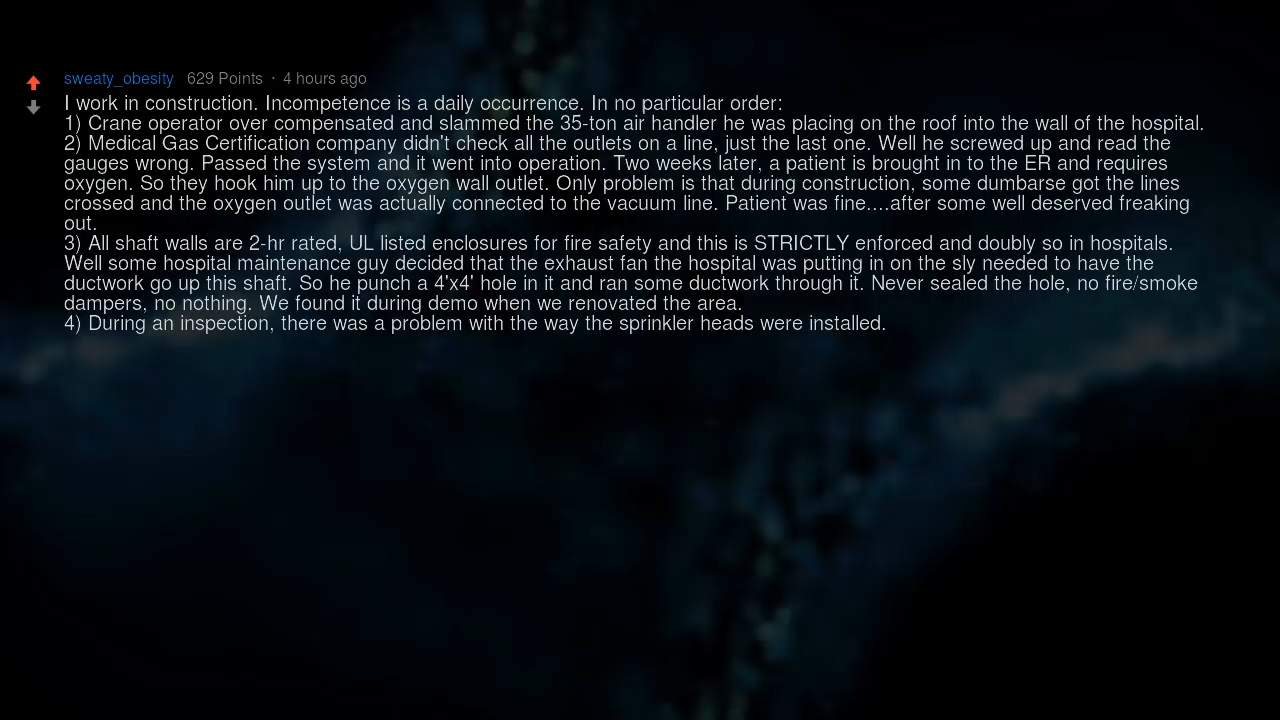 sweaty_obesity 629 Points · 4 hours ago
I work in construction. Incompetence is a daily occurrence. In no particular order:
1) Crane operator over compensated and slammed the 35-ton air handler he was placing on the roof into the wall of the hospital.
2) Medical Gas Certification company didn't check all the outlets on a line, just the last one. Well he screwed up and read the
gauges wrong. Passed the system and it went into operation. Two weeks later, a patient is brought in to the ER and requires
oxygen. So they hook him up to the oxygen wall outlet. Only problem is that during construction, some dumbarse got the lines
crossed and the oxygen outlet was actually connected to the vacuum line. Patient was fine....after some well deserved freaking
out.
3) All shaft walls are 2-hr rated, UL listed enclosures for fire safety and this is STRICTLY enforced and doubly so in hospitals.
Well some hospital maintenance guy decided that the exhaust fan the hospital was putting in on the sly needed to have the
ductwork go up this shaft. So he punch a 4'x4' hole in it and ran some ductwork through it. Never sealed the hole, no fire/smoke
dampers, no nothing. We found it during demo when we renovated the area.
4) During an inspection, there was a problem with the way the sprinkler heads were installed.